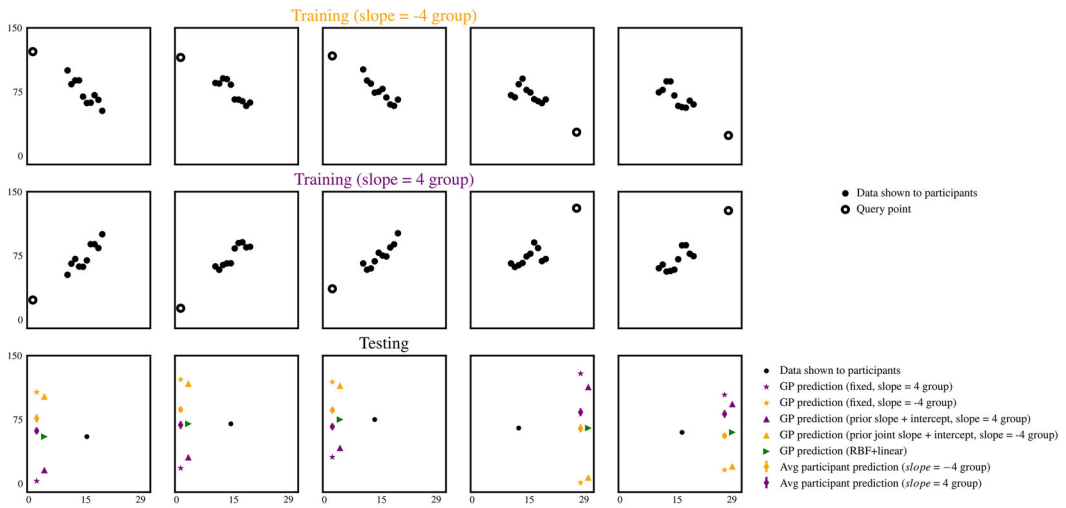 Training (slope = -4 group)
150
75
0
Training (slope = 4 group)
150
75
0
Data shown to participants
Query point
Testing
150
75
0
0 15 29
0 15 29
0 15 29
0 15 29
0 15 29
Data shown to participants
GP prediction (fixed, slope = 4 group)
GP prediction (fixed, slope = -4 group)
GP prediction (prior slope + intercept, slope = 4 group)
GP prediction (prior joint slope + intercept, slope = -4 group)
GP prediction (RBF+linear)
Avg participant prediction (slope = −4 group)
Avg participant prediction (slope = 4 group)